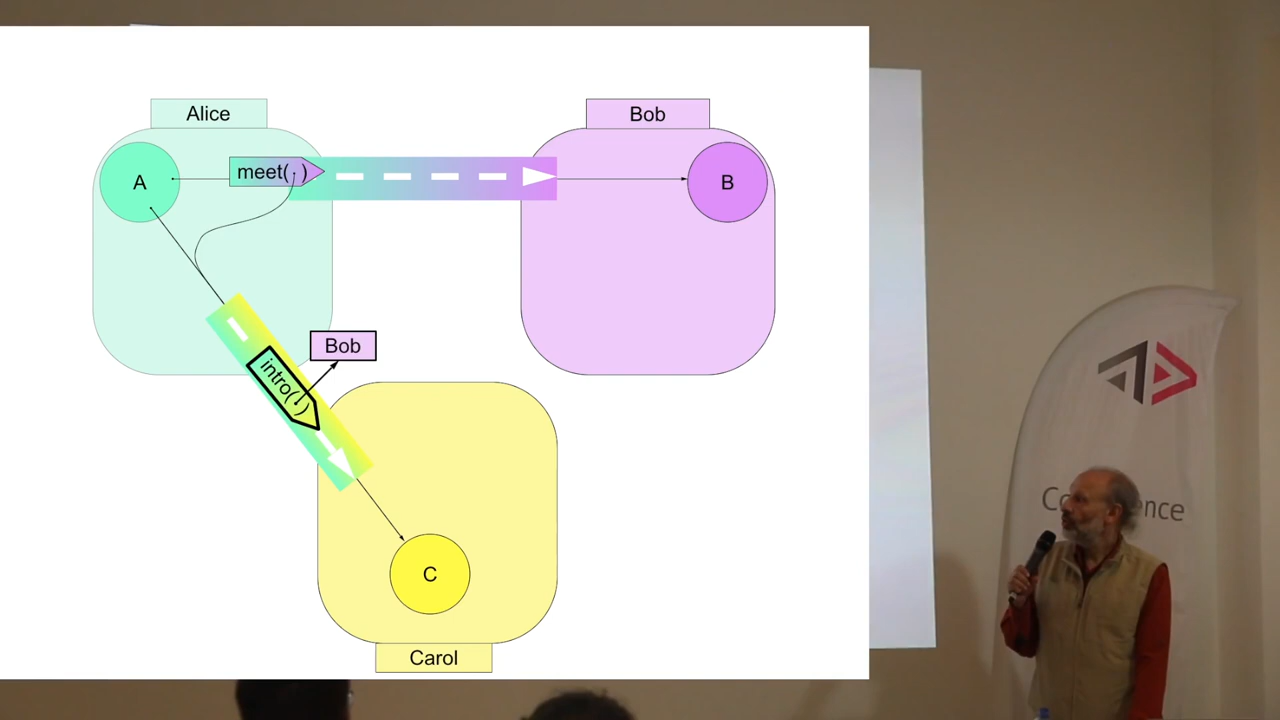 Alice
Bob
A
meet( )
B
Bob
intro( )
C
Carol